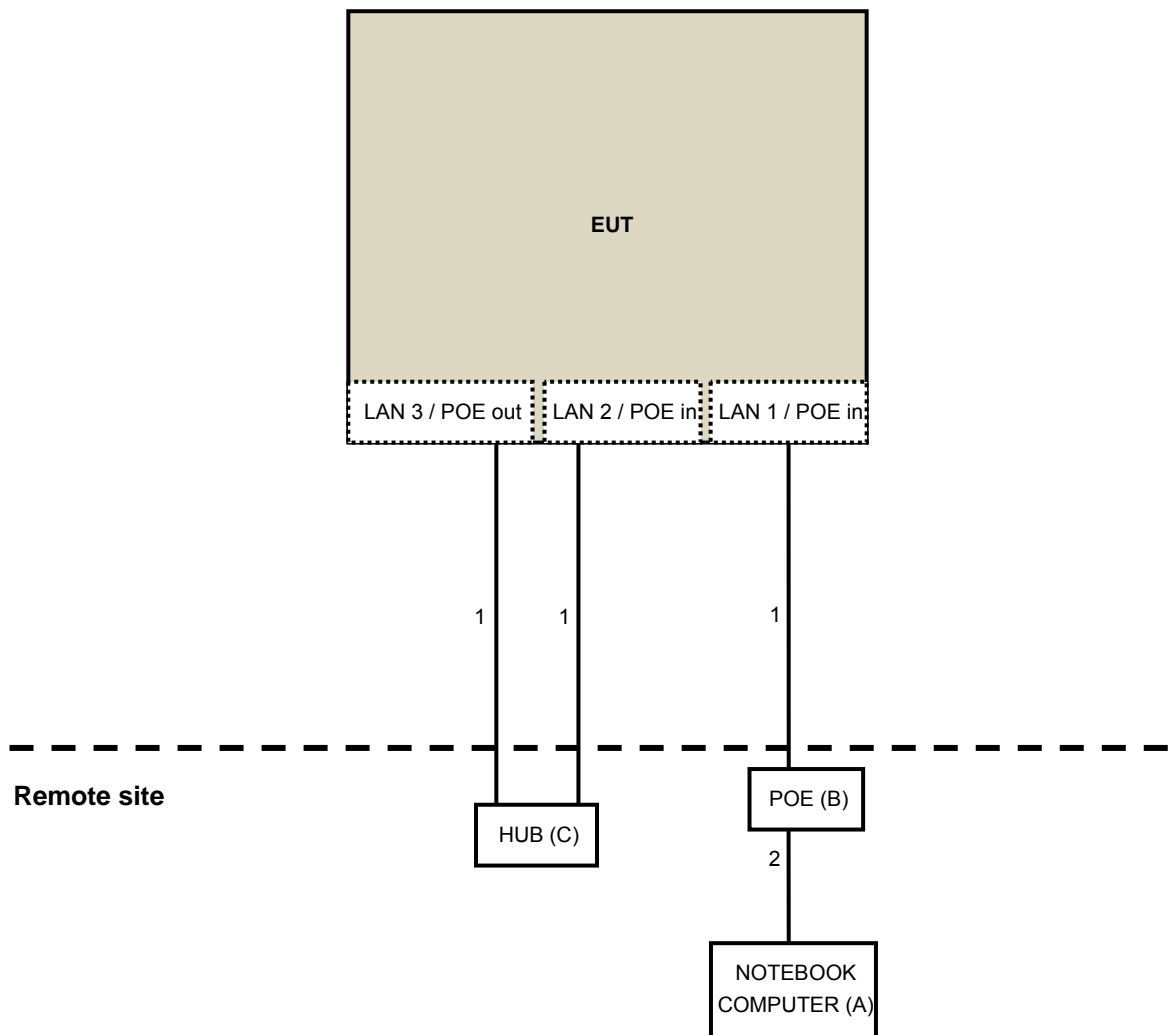 EUT
LAN 3 / POE out
LAN 2 / POE in
LAN 1 / POE in
1
1
1
Remote site
POE (B)
HUB (C)
2
NOTEBOOK
COMPUTER (A)